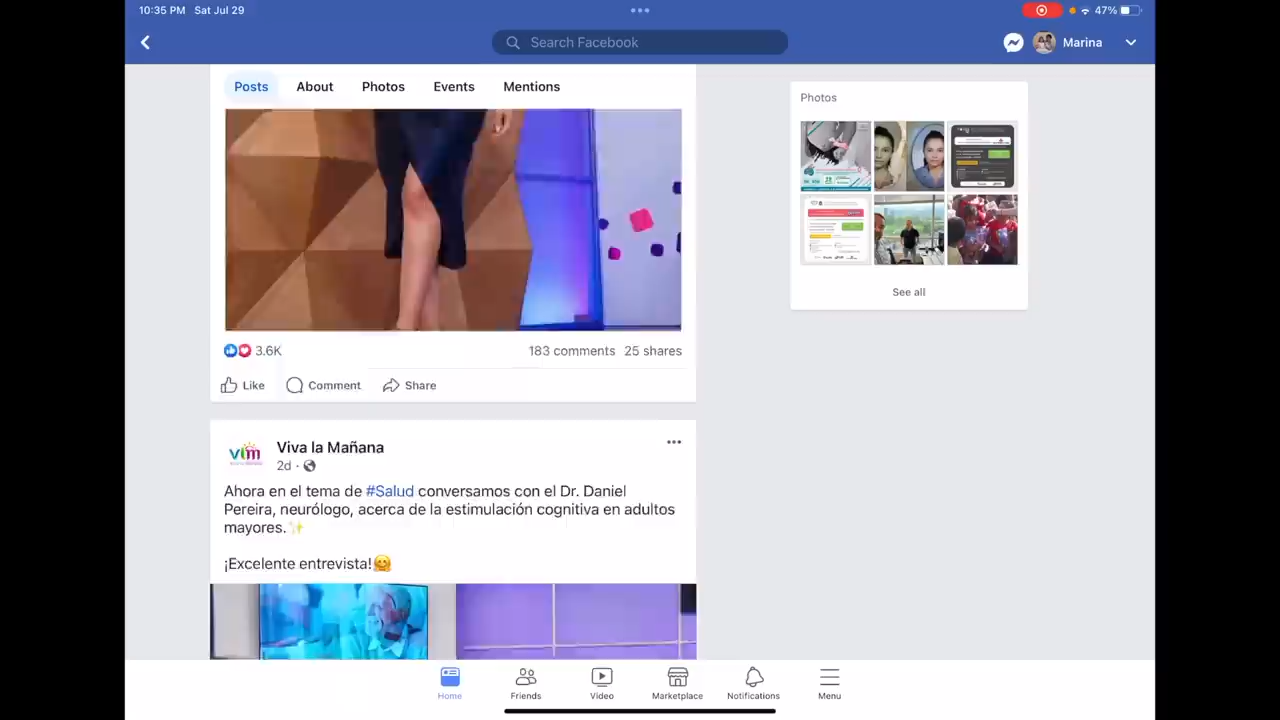 10:35 PM Sat Jul 29
47%
Search Facebook
Marina
Posts About Photos Events Mentions
Photos
See all
3.6K
183 comments 25 shares
Like Comment Share
vlm
Viva la Mañana
2d ·
Ahora en el tema de #Salud conversamos con el Dr. Daniel
Pereira, neurólogo, acerca de la estimulación cognitiva en adultos
mayores.✨
¡Excelente entrevista!🤗
Home Friends Video Marketplace Notifications Menu